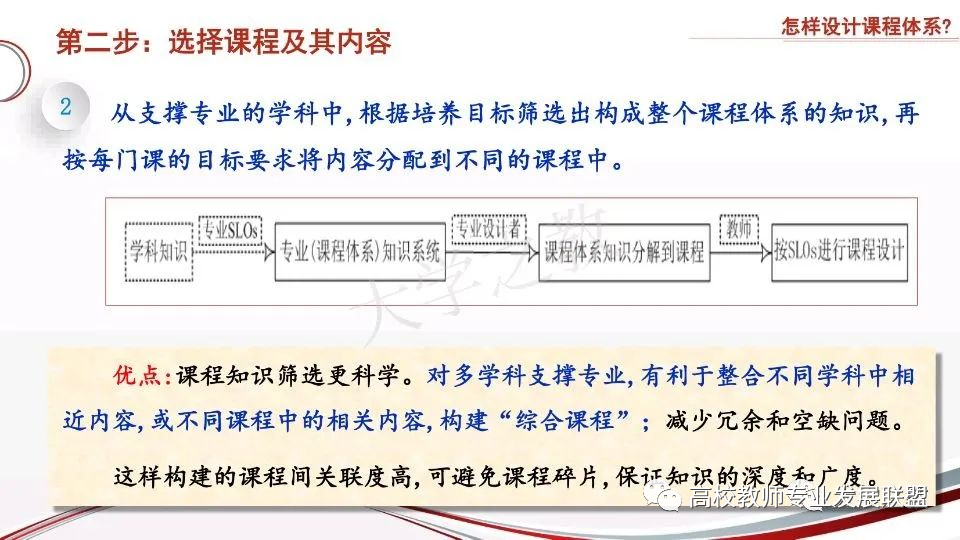 怎样设计课程体系?
第二步：选择课程及其内容
2
从支撑专业的学科中,根据培养目标筛选出构成整个课程体系的知识,再
按每门课的目标要求将内容分配到不同的课程中。
学科知识
专业SLOs
专业(课程体系)知识系统
专业设计者
课程体系知识分解到课程
教师
按SLOs进行课程设计
大学之教
优点:课程知识筛选更科学。对多学科支撑专业,有利于整合不同学科中相
近内容,或不同课程中的相关内容,构建“综合课程”；减少冗余和空缺问题。
这样构建的课程间关联度高,可避免课程碎片,保证知识的深度和广度。
高校教师专业发展联盟